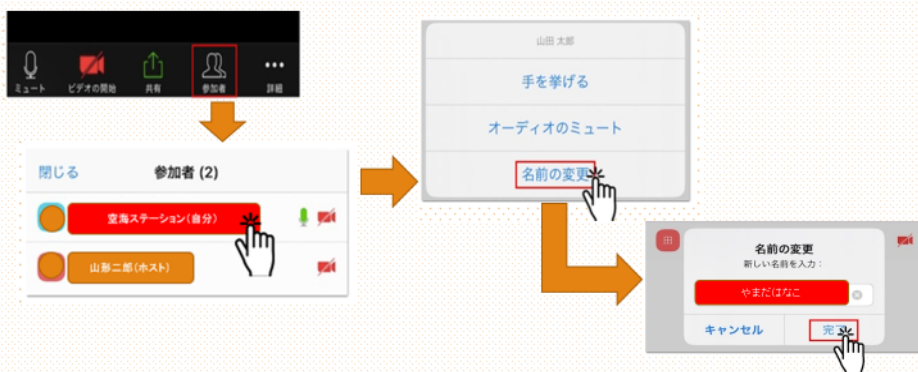 ミュート
ビデオの開始
共有
参加者
詳細
閉じる
参加者 (2)
空海ステーション(自分)
山形二郎(ホスト)
山田 太郎
手を挙げる
オーディオのミュート
名前の変更
田
名前の変更
新しい名前を入力:
やまだはなこ
キャンセル
完了